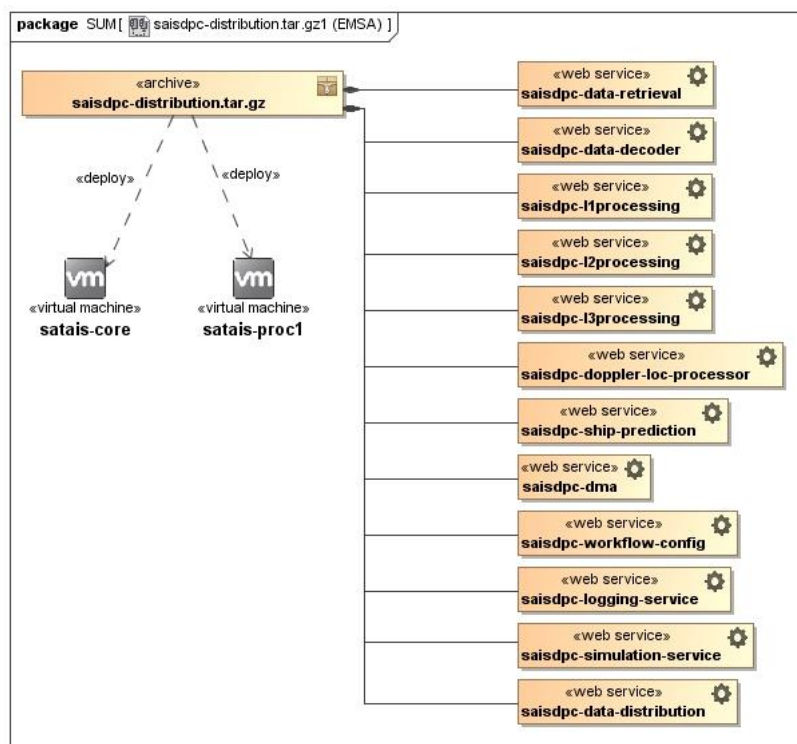 package SUM[ saisdpc-distribution.tar.gz1 (EMSA) ]
«archive»
saisdpc-distribution.tar.gz
«deploy»
«deploy»
vm
«virtual machine»
satais-core
vm
«virtual machine»
satais-proc1
«web service»
saisdpc-data-retrieval
«web service»
saisdpc-data-decoder
«web service»
saisdpc-l1processing
«web service»
saisdpc-l2processing
«web service»
saisdpc-l3processing
«web service»
saisdpc-doppler-loc-processor
«web service»
saisdpc-ship-prediction
«web service»
saisdpc-dma
«web service»
saisdpc-workflow-config
«web service»
saisdpc-logging-service
«web service»
saisdpc-simulation-service
«web service»
saisdpc-data-distribution